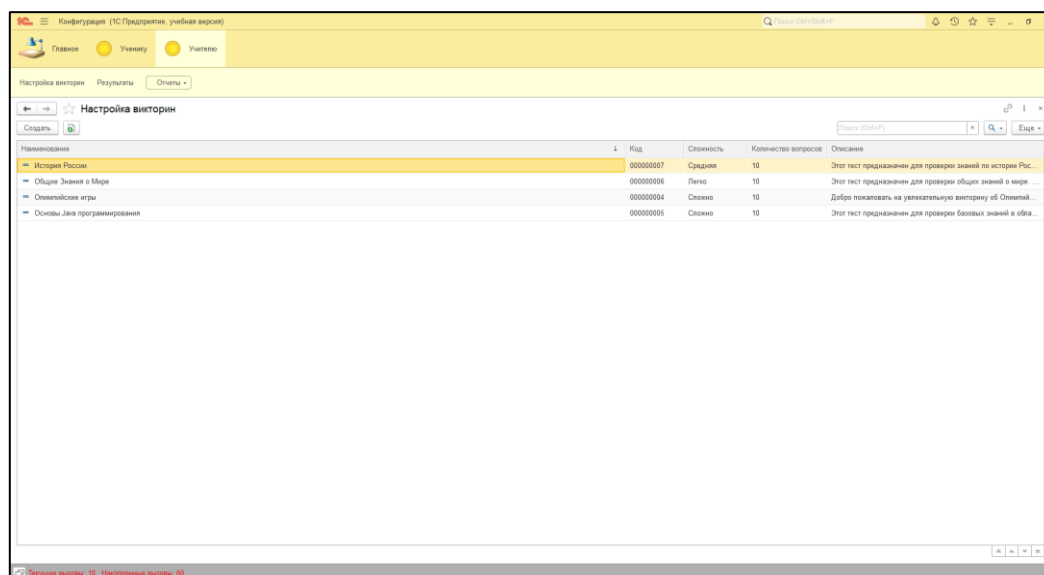 1С Конфигурация (1С:Предприятие, учебная версия) Поиск Ctrl+Shift+F
Главное Ученику Учителю
Настройка викторин Результаты Отчеты
Настройка викторин
Создать Поиск (Ctrl+F) Еще
Наименование Код Сложность Количество вопросов Описание
История России 000000007 Средняя 10 Этот тест предназначен для проверки знаний по истории Рос...
Общие Знания о Мире 000000006 Легко 10 Этот тест предназначен для проверки общих знаний о мире. ...
Олимпийские игры 000000004 Сложно 10 Добро пожаловать на увлекательную викторину об Олимпий...
Основы Java программирования 000000005 Сложно 10 Этот тест предназначен для проверки базовых знаний в обла...
Текущие вызовы: 10 Накопленные вызовы: 60